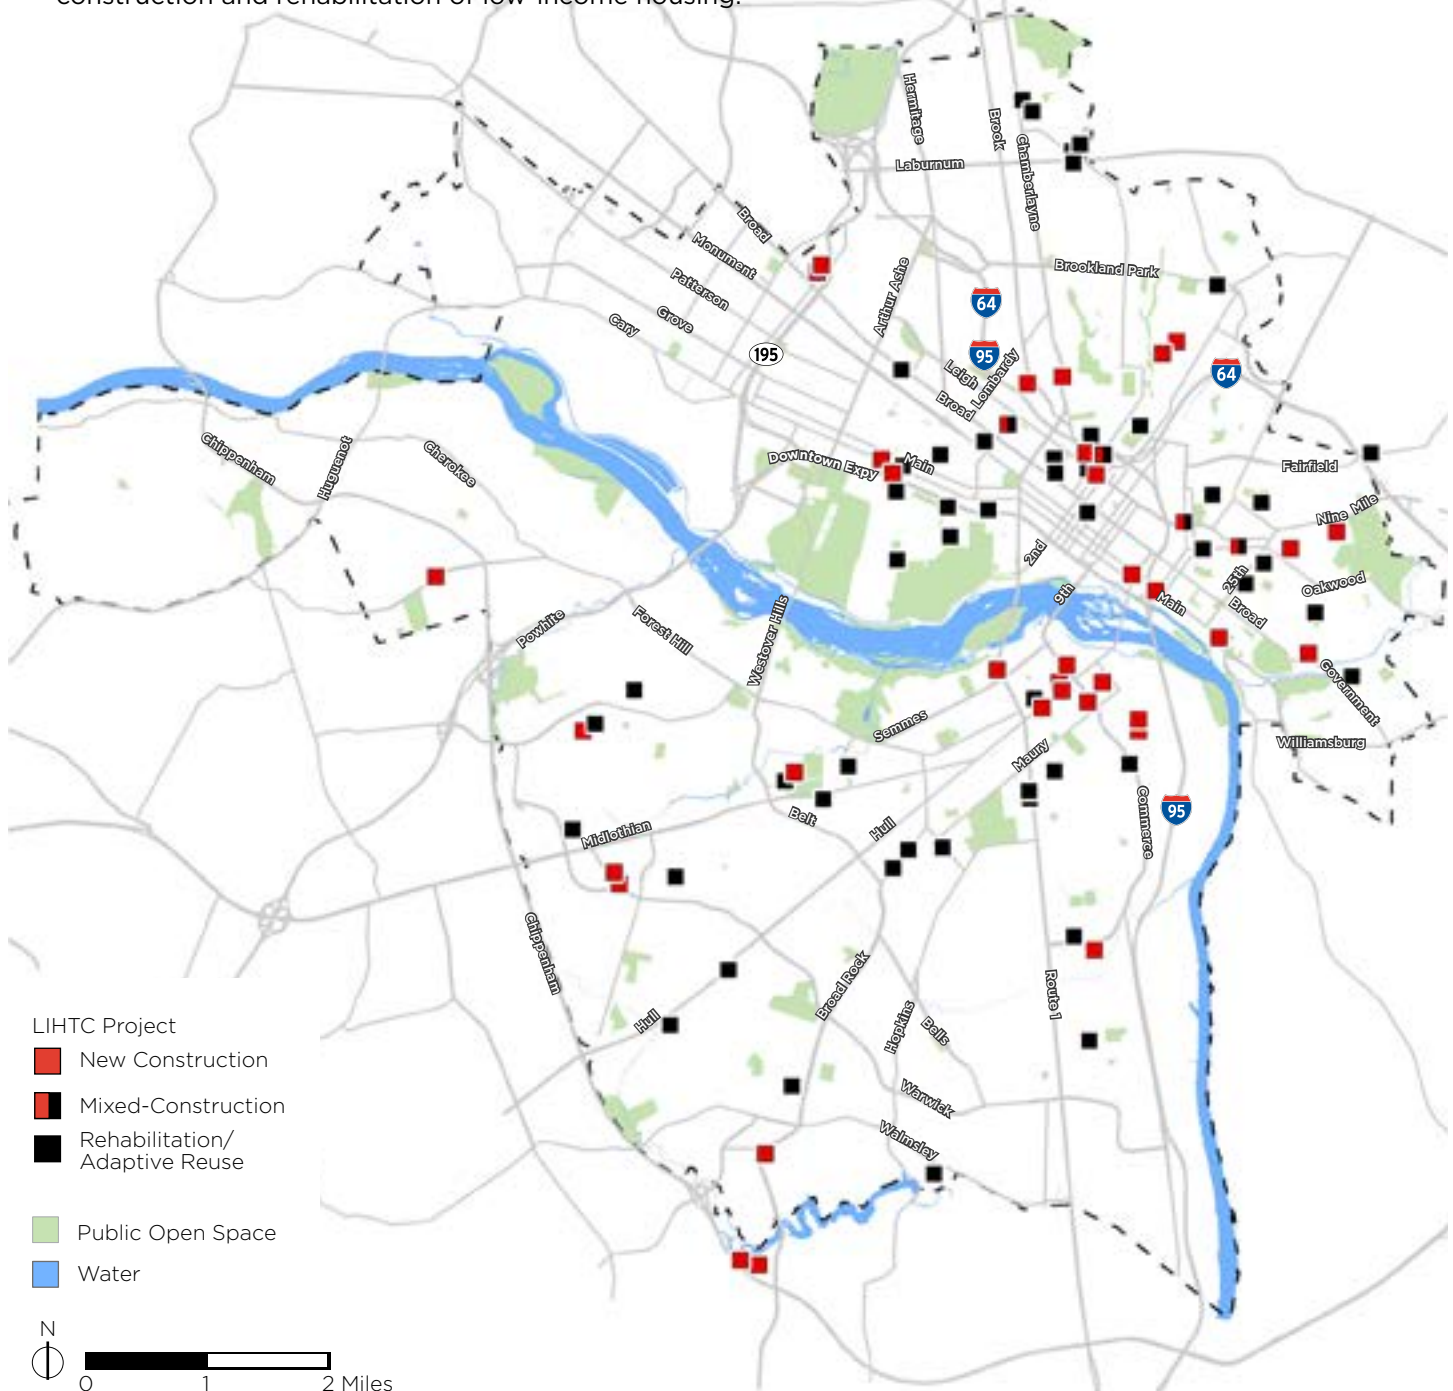 construction and rehabilitation of low-income housing.
Hermitage
Brook
Chamberlayne
Laburnum
Broad
Monument
Patterson
Grove
Cary
Arthur Ashe
Brookland Park
64
195
95
64
Leigh
Lombardy
Broad
Chippenham
Huguenot
Cherokee
Downtown Expy
Main
Fairfield
Nine Mile
2nd
9th
25th
Oakwood
Main
Broad
Powhite
Forest Hill
Westover Hills
Government
Semmes
Maury
Williamsburg
Belt
Hull
Commerce
95
Midlothian
Chippenham
Broad Rock
Route 1
Hull
Hopkins
Bells
Warwick
Walmsley
LIHTC Project
New Construction
Mixed-Construction
Rehabilitation/
Adaptive Reuse
Public Open Space
Water
N
0 1 2 Miles